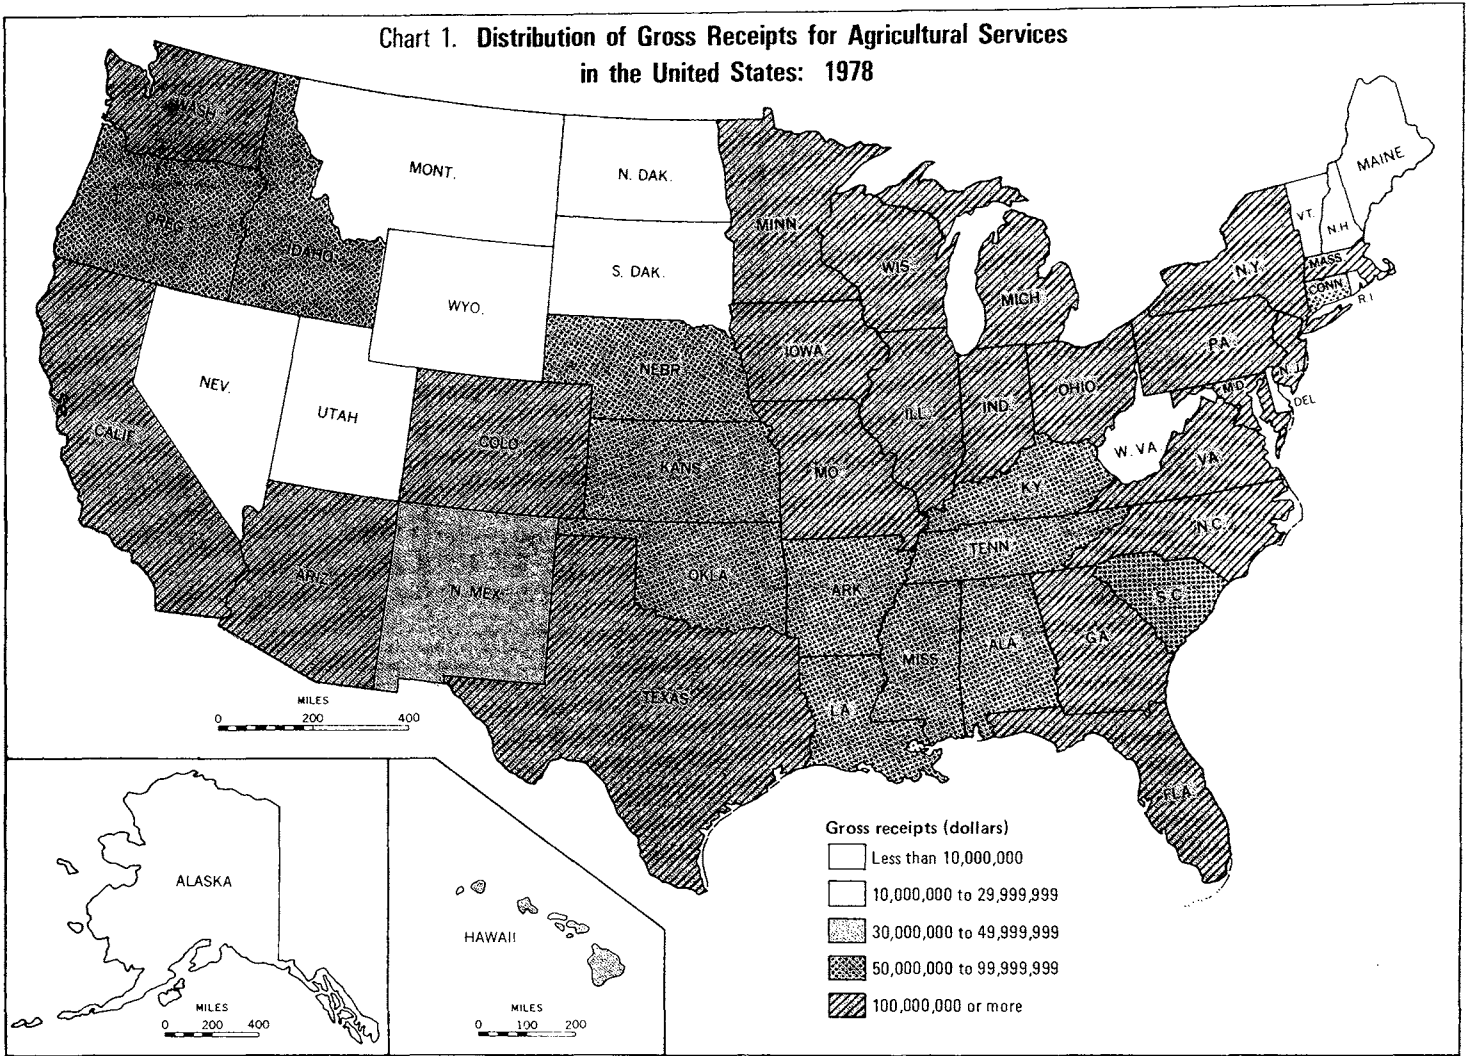 Chart 1. Distribution of Gross Receipts for Agricultural Services
in the United States: 1978
WASH.
OREG.
IDAHO
MONT.
N. DAK.
S. DAK.
WYO.
NEV.
UTAH
CALIF.
COLO.
ARIZ.
N. MEX.
NEBR.
KANS.
OKLA.
TEXAS
MINN.
IOWA
MO.
ARK.
LA.
WIS.
ILL.
MICH.
IND.
OHIO
KY.
TENN.
MISS.
ALA.
GA.
FLA.
S.C.
N.C.
VA.
W. VA.
MD.
DEL
PA.
N.J.
N.Y.
CONN.
R.I
MASS.
VT.
N.H
MAINE
MILES
0 200 400
ALASKA
MILES
0 200 400
HAWAII
MILES
0 100 200
Gross receipts (dollars)
Less than 10,000,000
10,000,000 to 29,999,999
30,000,000 to 49,999,999
50,000,000 to 99,999,999
100,000,000 or more